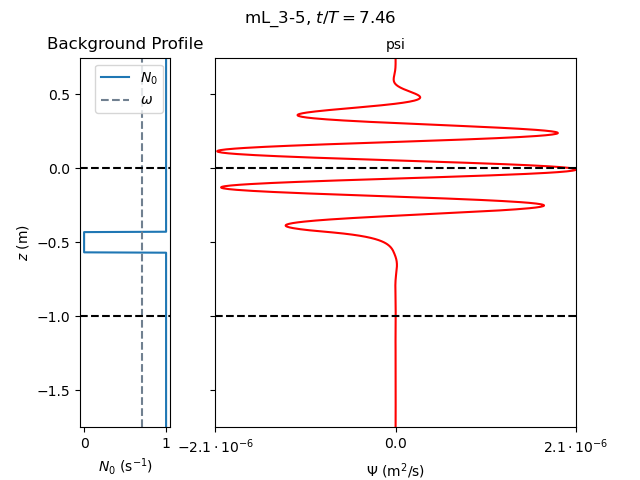 mL_3-5, t/T = 7.46
Background Profile
psi
N₀
ω
0.5
0.0
−0.5
−1.0
−1.5
z (m)
0
1
N₀ (s⁻¹)
−2.1 · 10⁻⁶
0.0
2.1 · 10⁻⁶
Ψ (m²/s)